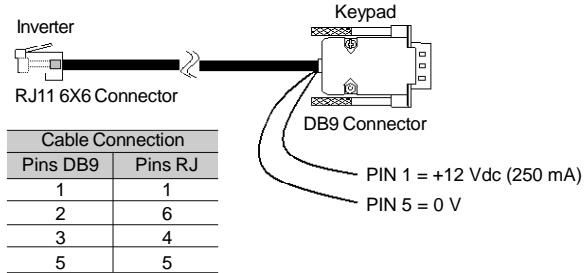 Keypad
Inverter
RJ11 6X6 Connector
DB9 Connector
Cable Connection
Pins DB9 Pins RJ
1 1
2 6
3 4
5 5
PIN 1 = +12 Vdc (250 mA)
PIN 5 = 0 V